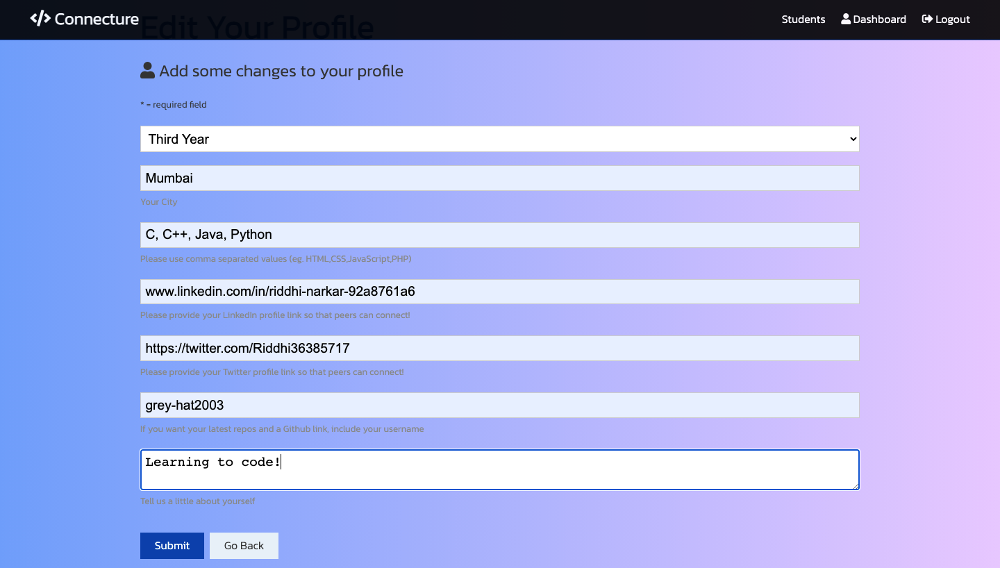 Connecture
Students Dashboard Logout
Edit Your Profile
Add some changes to your profile
* = required field
Third Year
Mumbai
Your City
C, C++, Java, Python
Please use comma separated values (eg. HTML,CSS,JavaScript,PHP)
www.linkedin.com/in/riddhi-narkar-92a8761a6
Please provide your LinkedIn profile link so that peers can connect!
https://twitter.com/Riddhi36385717
Please provide your Twitter profile link so that peers can connect!
grey-hat2003
If you want your latest repos and a Github link, include your username
Learning to code!
Tell us a little about yourself
Submit Go Back